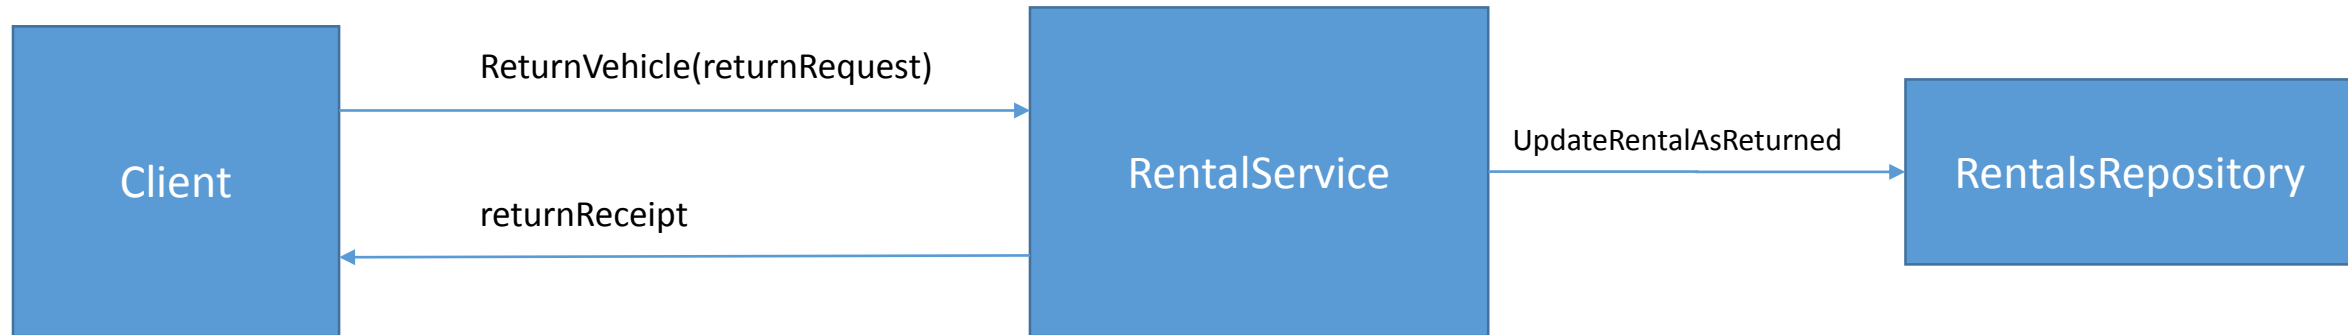 Client
ReturnVehicle(returnRequest)
returnReceipt
RentalService
UpdateRentalAsReturned
RentalsRepository